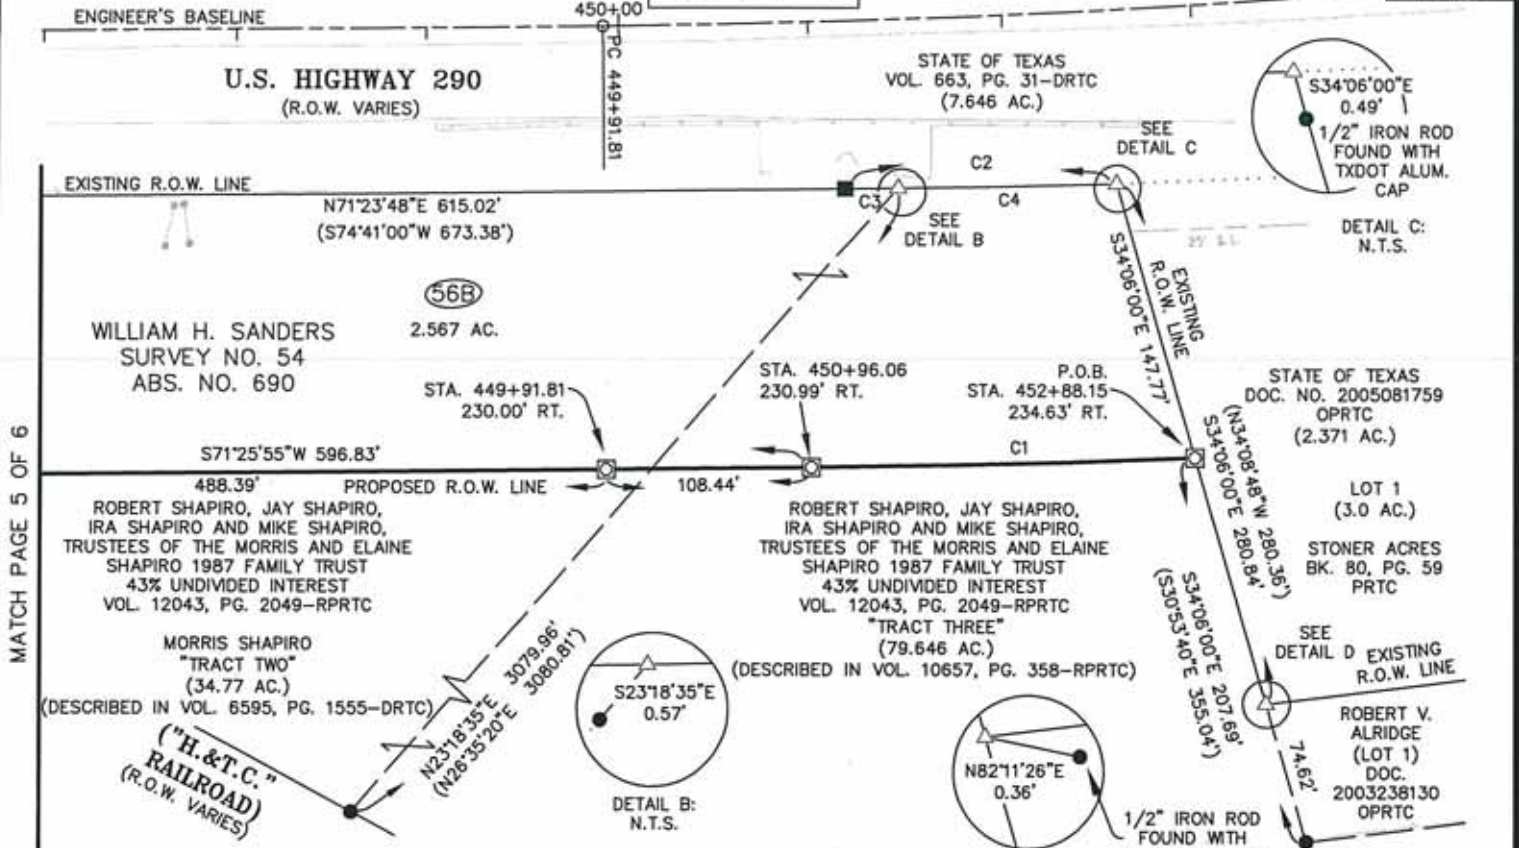 450+00
ENGINEER'S BASELINE
PC 449+91.81
U.S. HIGHWAY 290
(R.O.W. VARIES)
STATE OF TEXAS
VOL. 663, PG. 31-DRTC
(7.646 AC.)
S34°06'00"E
0.49'
1/2" IRON ROD
FOUND WITH
TXDOT ALUM.
CAP
DETAIL C:
N.T.S.
SEE
DETAIL C
EXISTING R.O.W. LINE
C2
C3
C4
N71°23'48"E 615.02'
(S74°41'00"W 673.38')
SEE
DETAIL B
25' B.L.
EXISTING
R.O.W. LINE
S34°06'00"E 147.77'
56B
2.567 AC.
WILLIAM H. SANDERS
SURVEY NO. 54
ABS. NO. 690
STA. 449+91.81
230.00' RT.
STA. 450+96.06
230.99' RT.
P.O.B.
STA. 452+88.15
234.63' RT.
STATE OF TEXAS
DOC. NO. 2005081759
OPRTC
(2.371 AC.)
LOT 1
(3.0 AC.)
STONER ACRES
BK. 80, PG. 59
PRTC
(N34°08'48"W 280.36')
S34°06'00"E 280.84'
MATCH PAGE 5 OF 6
S71°25'55"W 596.83'
C1
488.39'
PROPOSED R.O.W. LINE
108.44'
ROBERT SHAPIRO, JAY SHAPIRO,
IRA SHAPIRO AND MIKE SHAPIRO,
TRUSTEES OF THE MORRIS AND ELAINE
SHAPIRO 1987 FAMILY TRUST
43% UNDIVIDED INTEREST
VOL. 12043, PG. 2049-RPRTC
MORRIS SHAPIRO
"TRACT TWO"
(34.77 AC.)
(DESCRIBED IN VOL. 6595, PG. 1555-DRTC)
ROBERT SHAPIRO, JAY SHAPIRO,
IRA SHAPIRO AND MIKE SHAPIRO,
TRUSTEES OF THE MORRIS AND ELAINE
SHAPIRO 1987 FAMILY TRUST
43% UNDIVIDED INTEREST
VOL. 12043, PG. 2049-RPRTC
"TRACT THREE"
(79.646 AC.)
(DESCRIBED IN VOL. 10657, PG. 358-RPRTC)
S34°06'00"E 207.69'
(S30°53'40"E 355.04')
SEE
DETAIL D
EXISTING
R.O.W. LINE
ROBERT V.
ALRIDGE
(LOT 1)
DOC.
2003238130
OPRTC
74.62'
N23°18'35"E 3079.96'
(N26°35'20"E 3080.81')
("H.&T.C."
RAILROAD)
(R.O.W. VARIES)
S23°18'35"E
0.57'
DETAIL B:
N.T.S.
N82°11'26"E
0.36'
1/2" IRON ROD
FOUND WITH